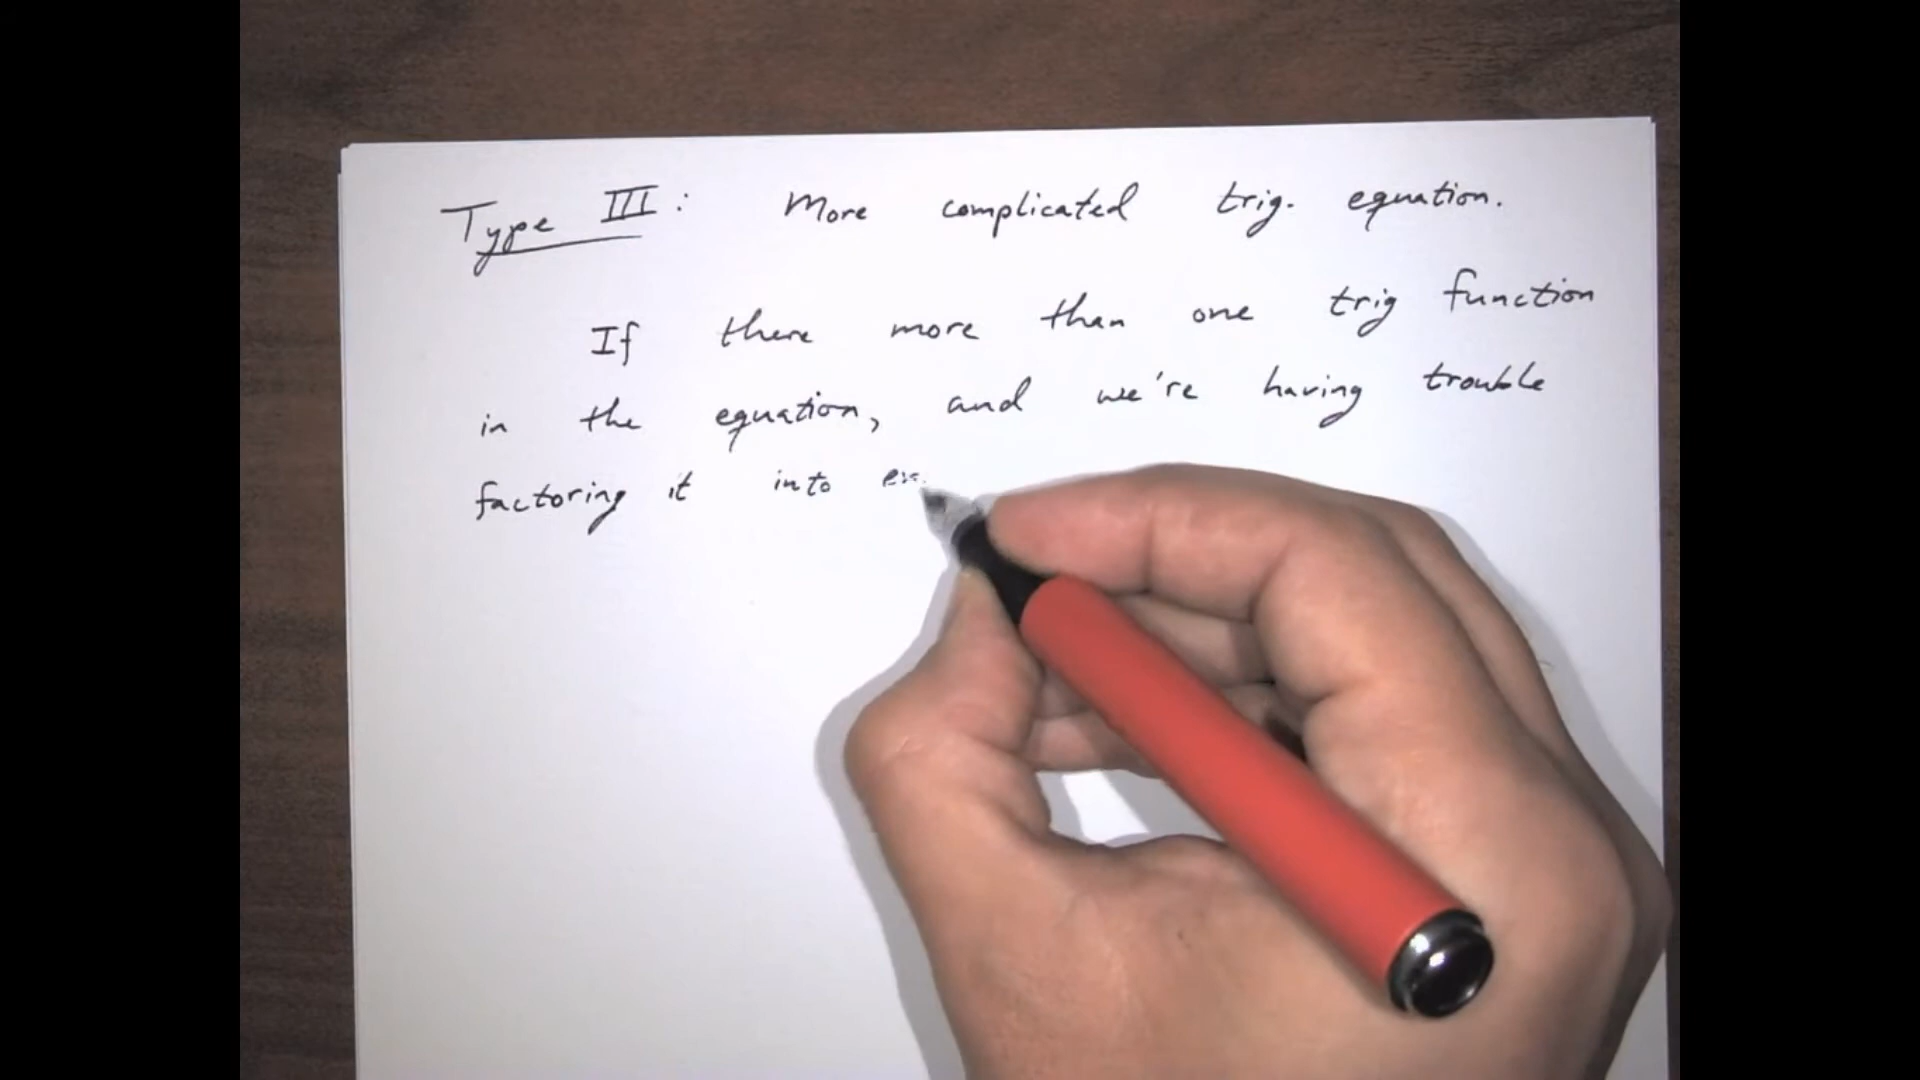 Type III: More complicated trig. equation.
If there more than one trig function
in the equation, and we're having trouble
factoring it into